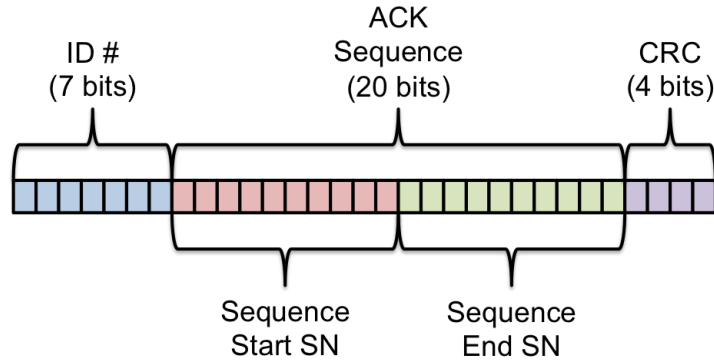 ID #
(7 bits)
ACK
Sequence
(20 bits)
CRC
(4 bits)
Sequence
Start SN
Sequence
End SN